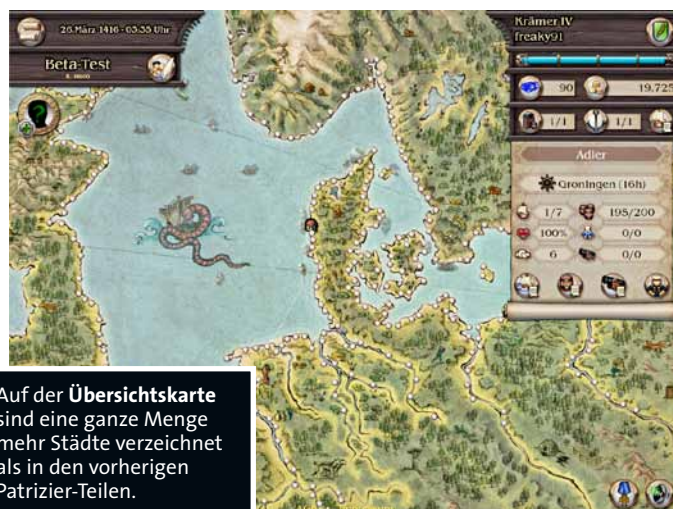 26.März 1416 - 03:35 Uhr
Beta-Test
Krämer IV
freaky91
90
19.725
1/1
1/1
Adler
Groningen (16h)
1/7
195/200
100%
0/0
6
0/0
Auf der Übersichtskarte
sind eine ganze Menge
mehr Städte verzeichnet
als in den vorherigen
Patrizier-Teilen.